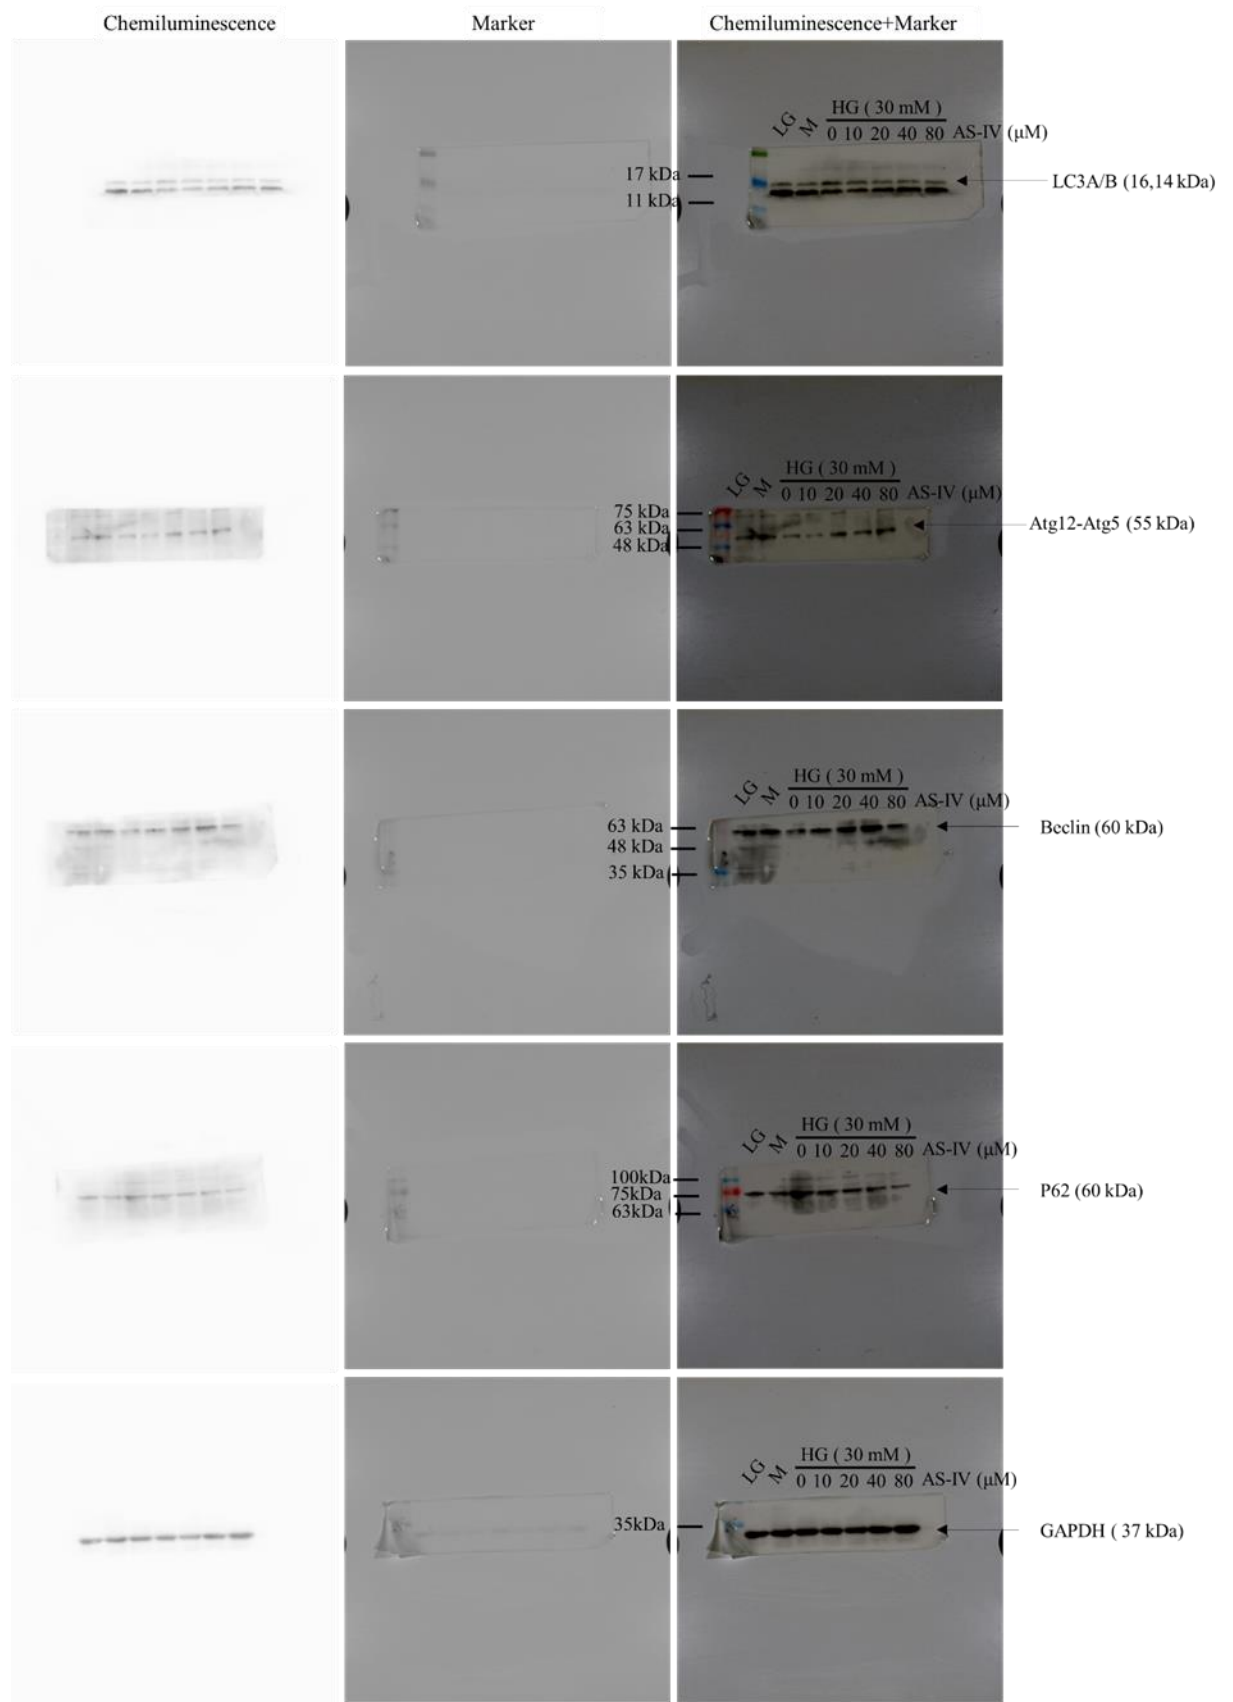 Chemiluminescence Marker Chemiluminescence+Marker
HG ( 30 mM )
LG M 0 10 20 40 80 AS-IV (μM)
17 kDa
LC3A/B (16,14 kDa)
11 kDa
HG ( 30 mM )
LG M 0 10 20 40 80 AS-IV (μM)
75 kDa
63 kDa
Atg12-Atg5 (55 kDa)
48 kDa
HG ( 30 mM )
LG M 0 10 20 40 80 AS-IV (μM)
63 kDa
Beclin (60 kDa)
48 kDa
35 kDa
HG ( 30 mM )
LG M 0 10 20 40 80 AS-IV (μM)
100kDa
75kDa
P62 (60 kDa)
63kDa
HG ( 30 mM )
LG M 0 10 20 40 80 AS-IV (μM)
35kDa
GAPDH ( 37 kDa)